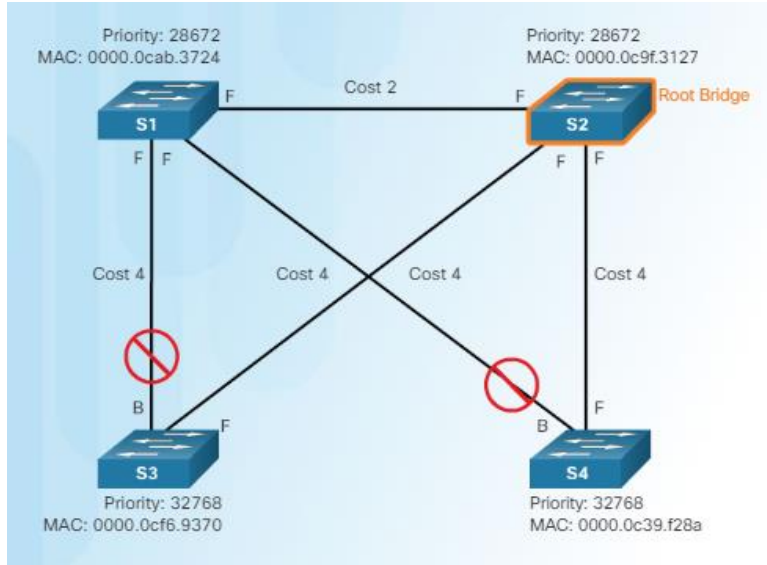 Priority: 28672
MAC: 0000.0cab.3724
Priority: 28672
MAC: 0000.0c9f.3127
F
Cost 2
F
Root Bridge
S1
S2
F F
F F
Cost 4
Cost 4
Cost 4
Cost 4
B
F
B
F
S3
S4
Priority: 32768
MAC: 0000.0cf6.9370
Priority: 32768
MAC: 0000.0c39.f28a